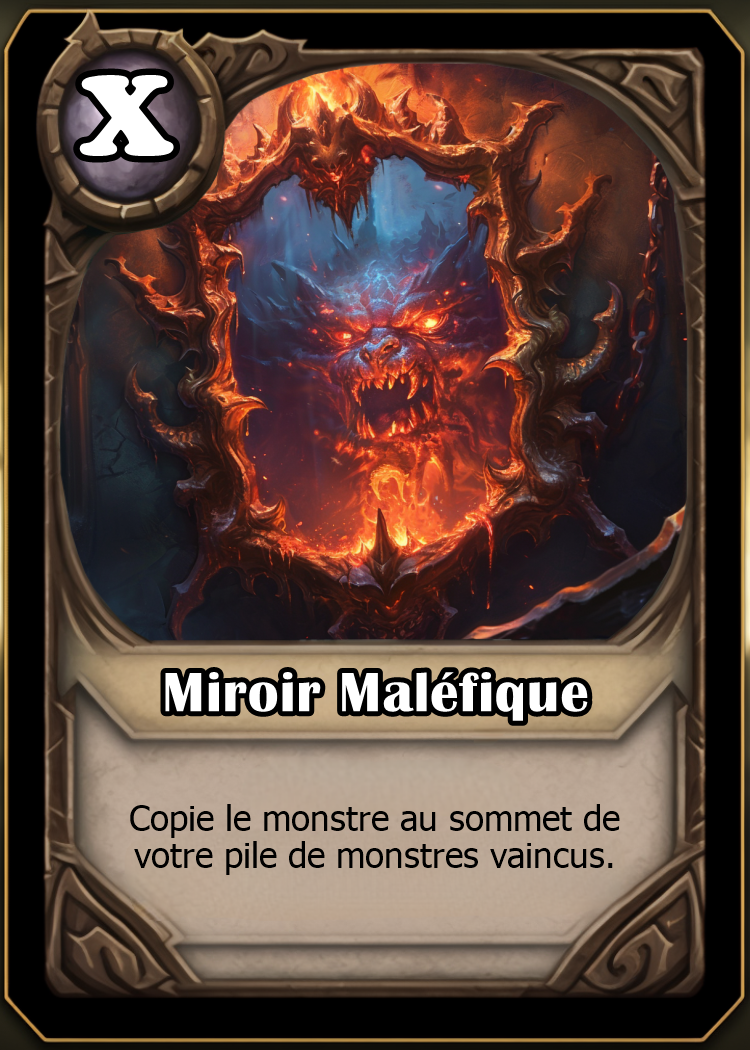 X
Miroir Maléfique
Copie le monstre au sommet de
votre pile de monstres vaincus.